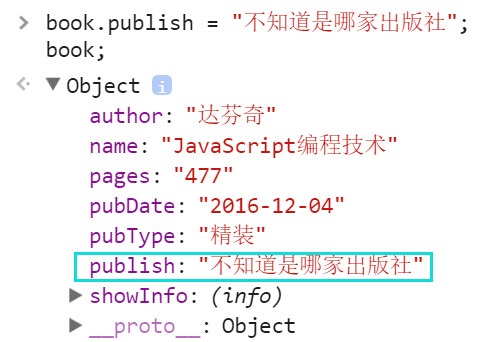 > book.publish = "不知道是哪家出版社";
book;
Object i
author: "达芬奇"
name: "JavaScript编程技术"
pages: "477"
pubDate: "2016-12-04"
pubType: "精装"
publish: "不知道是哪家出版社"
showInfo: (info)
__proto__: Object